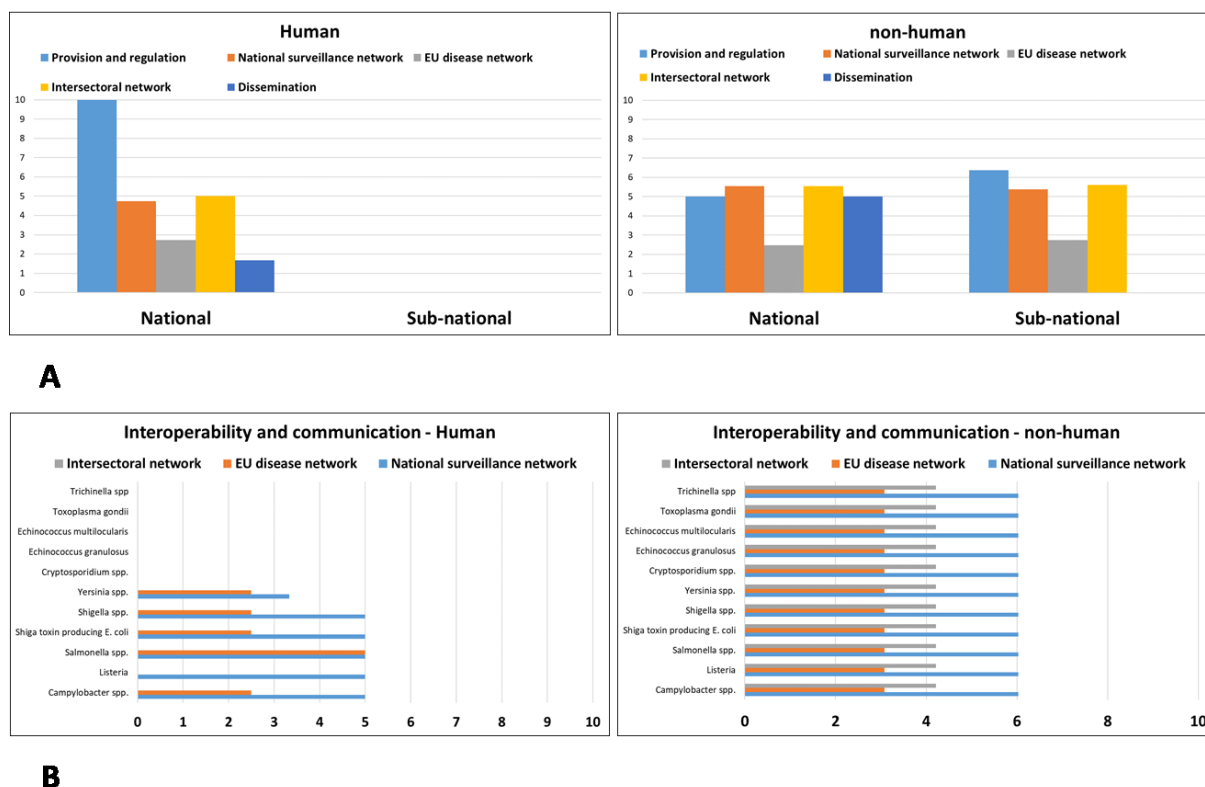 Human
Provision and regulation National surveillance network EU disease network
Intersectoral network Dissemination
10
9
8
7
6
5
4
3
2
1
0
National Sub-national
non-human
Provision and regulation National surveillance network EU disease network
Intersectoral network Dissemination
10
9
8
7
6
5
4
3
2
1
0
National Sub-national
A
Interoperability and communication - Human
Intersectoral network EU disease network National surveillance network
Trichinella spp
Toxoplasma gondii
Echinococcus multilocularis
Echinococcus granulosus
Cryptosporidium spp.
Yersinia spp.
Shigella spp.
Shiga toxin producing E. coli
Salmonella spp.
Listeria
Campylobacter spp.
0 1 2 3 4 5 6 7 8 9 10
Interoperability and communication - non-human
Intersectoral network EU disease network National surveillance network
Trichinella spp
Toxoplasma gondii
Echinococcus multilocularis
Echinococcus granulosus
Cryptosporidium spp.
Yersinia spp.
Shigella spp.
Shiga toxin producing E. coli
Salmonella spp.
Listeria
Campylobacter spp.
0 2 4 6 8 10
B